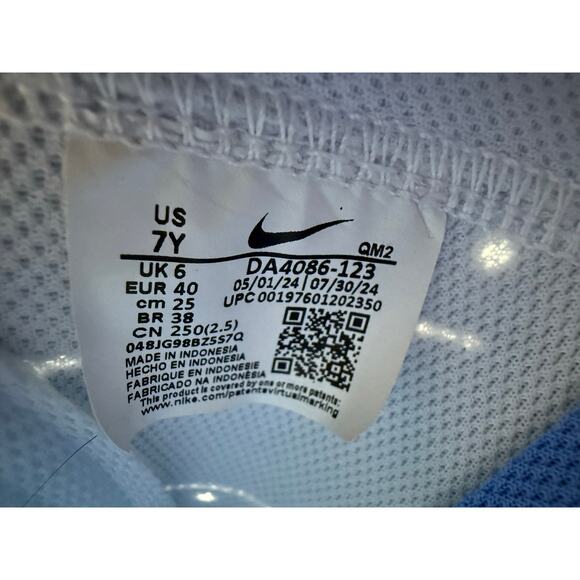 US
7Y
QM2
UK 6
DA4086-123
EUR 40
05/01/24 | 07/30/24
cm 25
UPC 00197601202350
BR 38
CN 250(2.5)
048JG98BZ5S7Q
MADE IN INDONESIA
HECHO EN INDONESIA
FABRIQUE EN INDONESIE
FABRICADO NA INDONÉSIA
This product is covered by one or more patents:
www.nike.com/patentsvirtualmarking